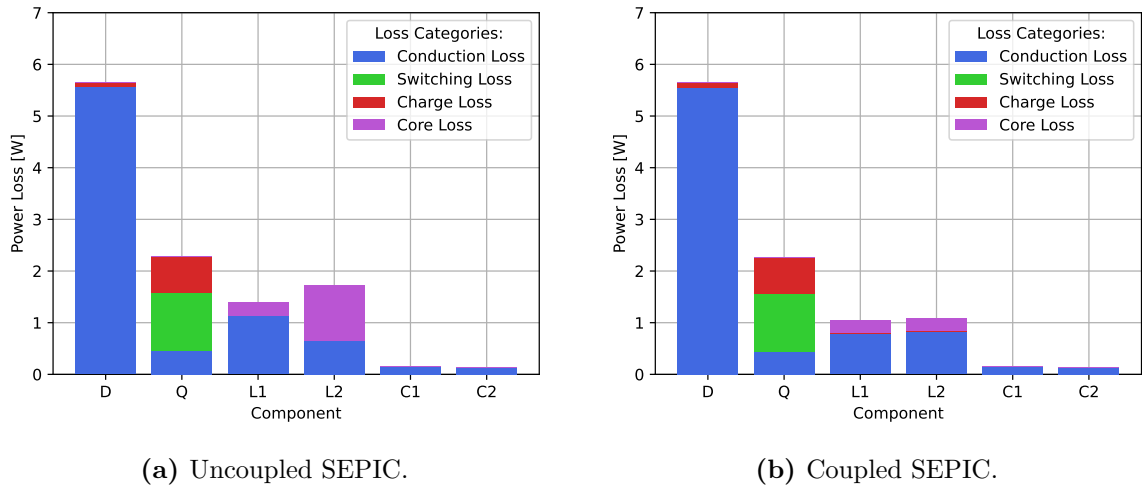 7
6
5
4
3
2
1
0
Power Loss [W]
Loss Categories:
Conduction Loss
Switching Loss
Charge Loss
Core Loss
D Q L1 L2 C1 C2
Component
(a) Uncoupled SEPIC.
7
6
5
4
3
2
1
0
Power Loss [W]
Loss Categories:
Conduction Loss
Switching Loss
Charge Loss
Core Loss
D Q L1 L2 C1 C2
Component
(b) Coupled SEPIC.